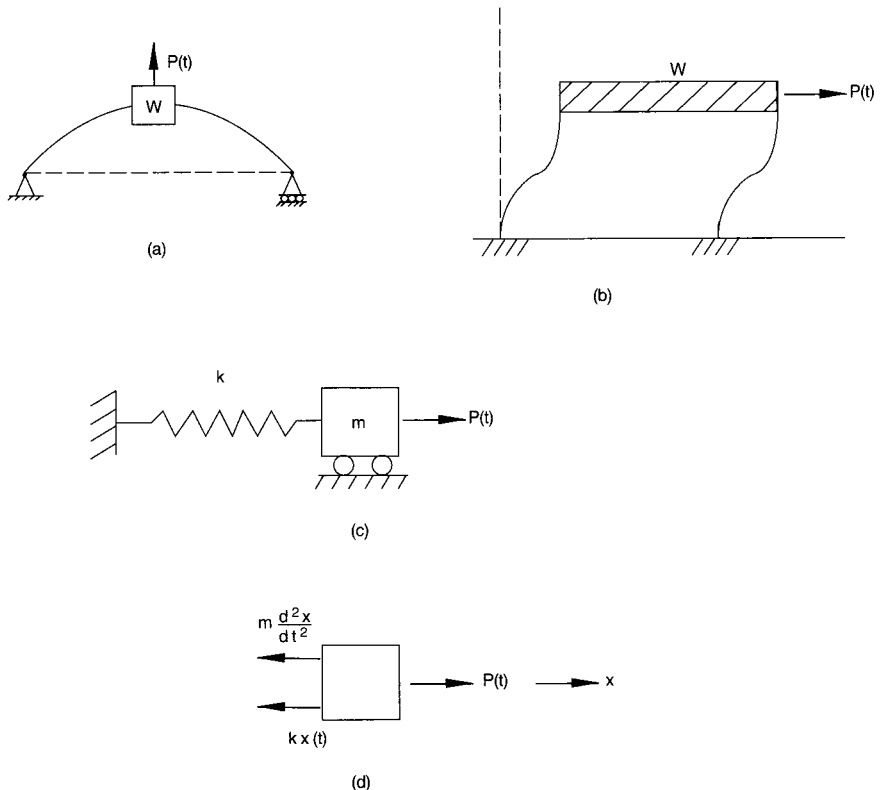 P(t)
W
(a)
W
P(t)
(b)
k
m
P(t)
(c)
m d²x
dt²
P(t)
x
k x (t)
(d)